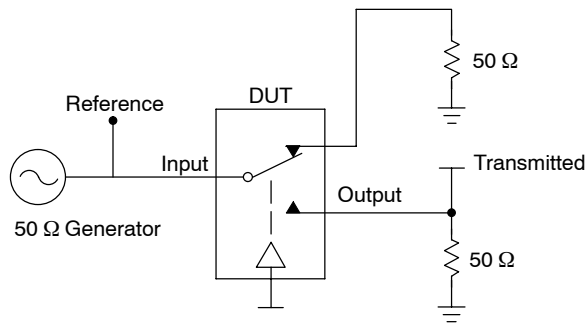 50 Ω
DUT
Reference
Input
Transmitted
Output
50 Ω Generator
50 Ω